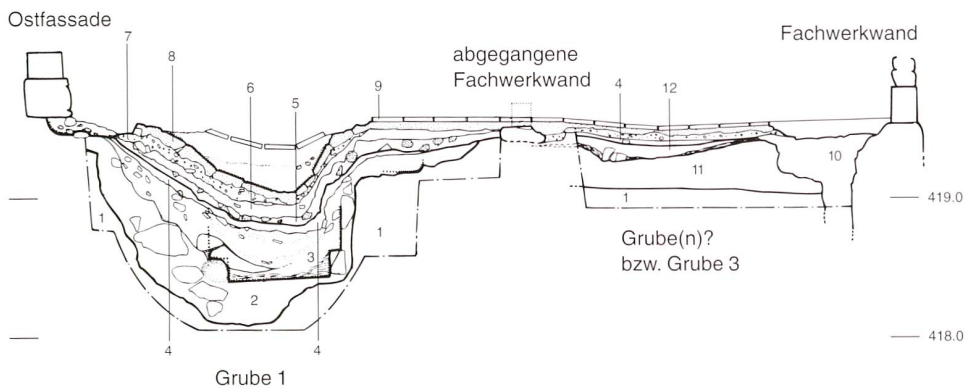 Ostfassade
Fachwerkwand
abgegangene
Fachwerkwand
7
8
6
5
9
4
12
10
11
1
1
1
419.0
3
2
Grube(n)?
bzw. Grube 3
418.0
4
4
Grube 1